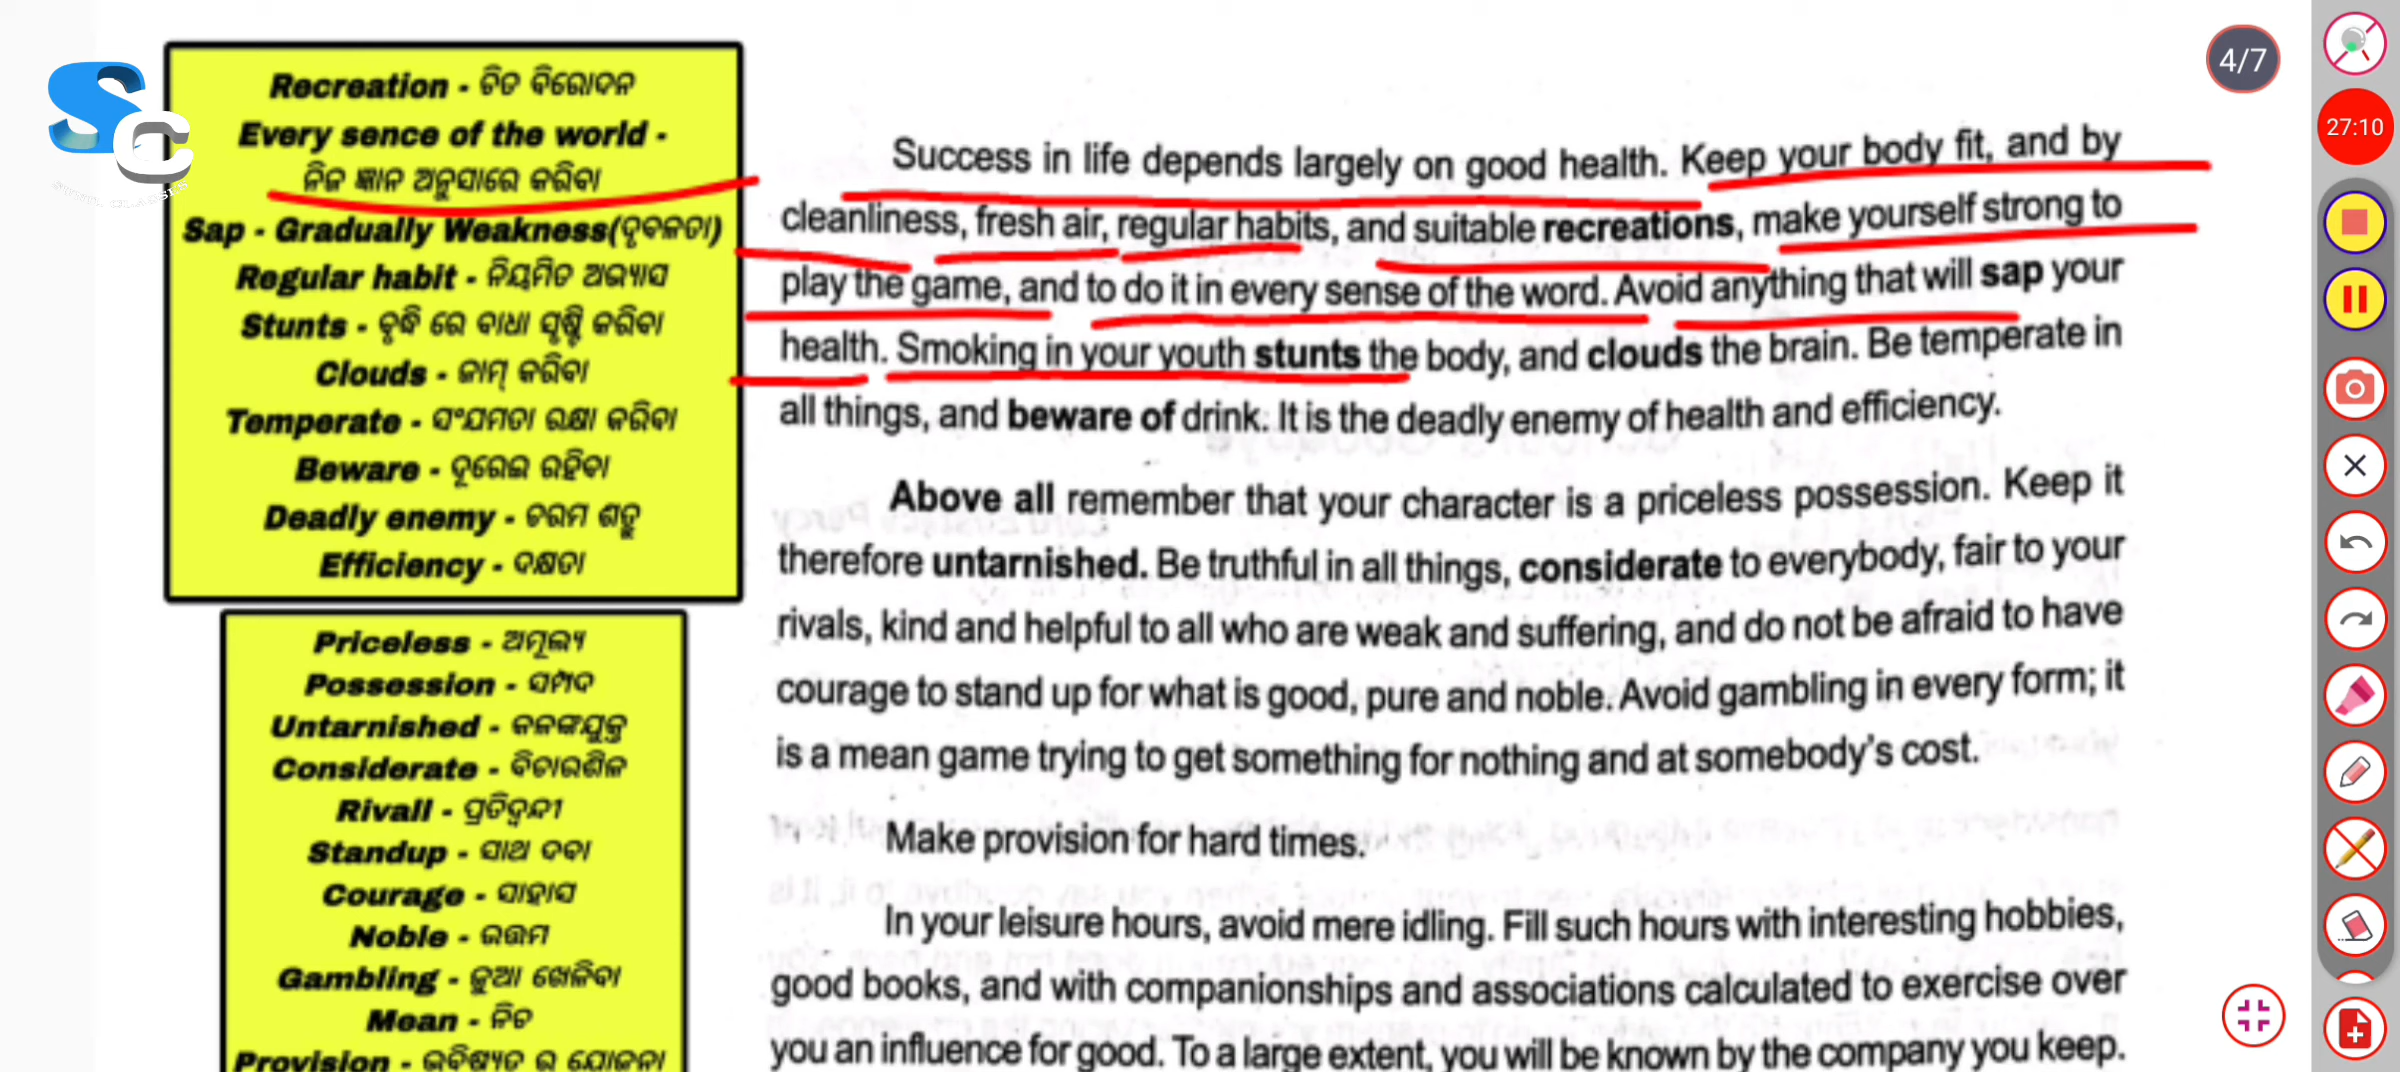 Recreation - ଚିତ ବିରୋଦନ
Every sence of the world -
ନିଜ ଜ୍ଞାନ ଅନୁସାରେ କରିବା
Sap - Gradually Weakness(ଦୃବଳତା)
Regular habit - ନିୟମିତ ଅଭ୍ୟାସ
Stunts - ବୃଦ୍ଧି ରେ ବାଧା ସୃଷ୍ଟି କରିବା
Clouds - ଜାମ୍ କରିବା
Temperate - ସଂଯମତା ରକ୍ଷା କରିବା
Beware - ଦୂରେଇ ରହିବା
Deadly enemy - ଚରମ ଶତ୍ରୁ
Efficiency - ଦକ୍ଷତା
Priceless - ଅମୂଲ୍ୟ
Possession - ସମ୍ପଦ
Untarnished - କଳଙ୍କଯୁକ୍ତ
Considerate - ବିଚାରଶିଳ
Rivall - ପ୍ରତିଦ୍ବନ୍ଦୀ
Standup - ସାଥ ଦବା
Courage - ସାହାସ
Noble - ଉତ୍ତମ
Gambling - ଜୁଆ ଖେଳିବା
Mean - ନିଚ
Provision - ଭବିଷ୍ୟତ ର ଯୋଜନା
SC
4/7
Success in life depends largely on good health. Keep your body fit, and by
cleanliness, fresh air, regular habits, and suitable recreations, make yourself strong to
play the game, and to do it in every sense of the word. Avoid anything that will sap your
health. Smoking in your youth stunts the body, and clouds the brain. Be temperate in
all things, and beware of drink. It is the deadly enemy of health and efficiency.
Above all remember that your character is a priceless possession. Keep it
therefore untarnished. Be truthful in all things, considerate to everybody, fair to your
rivals, kind and helpful to all who are weak and suffering, and do not be afraid to have
courage to stand up for what is good, pure and noble. Avoid gambling in every form; it
is a mean game trying to get something for nothing and at somebody's cost.
Make provision for hard times.
In your leisure hours, avoid mere idling. Fill such hours with interesting hobbies,
good books, and with companionships and associations calculated to exercise over
you an influence for good. To a large extent, you will be known by the company you keep.
27:10